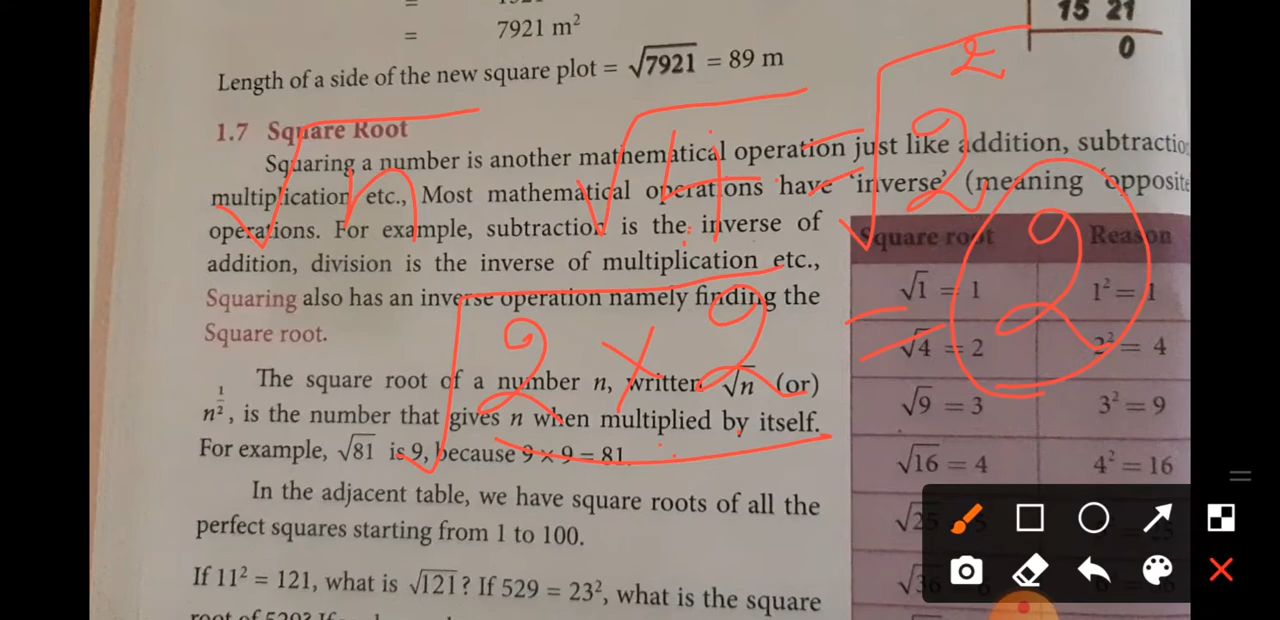 =
15 21
= 7921 m²
0
Length of a side of the new square plot = √7921 = 89 m
1.7 Square Root
Squaring a number is another mathematical operation just like addition,
multiplication etc., Most mathematical operations have 'inverse' (meaning 'opposite
operations. For example, subtraction is the inverse of
addition, division is the inverse of multiplication etc.,
Squaring also has an inverse operation namely finding the
Square root.
The square root of a number n, written √n (or)
n^½, is the number that gives n when multiplied by itself.
For example, √81 is 9, because 9 × 9 = 81.
In the adjacent table, we have square roots of all the
perfect squares starting from 1 to 100.
If 11² = 121, what is √121? If 529 = 23², what is the square
Square root Reason
√1 = 1 1² = 1
√4 = 2 2² = 4
√9 = 3 3² = 9
√16 = 4 4² = 16
√25
√36
√n √4 = √2²
√2 × 2 = 2